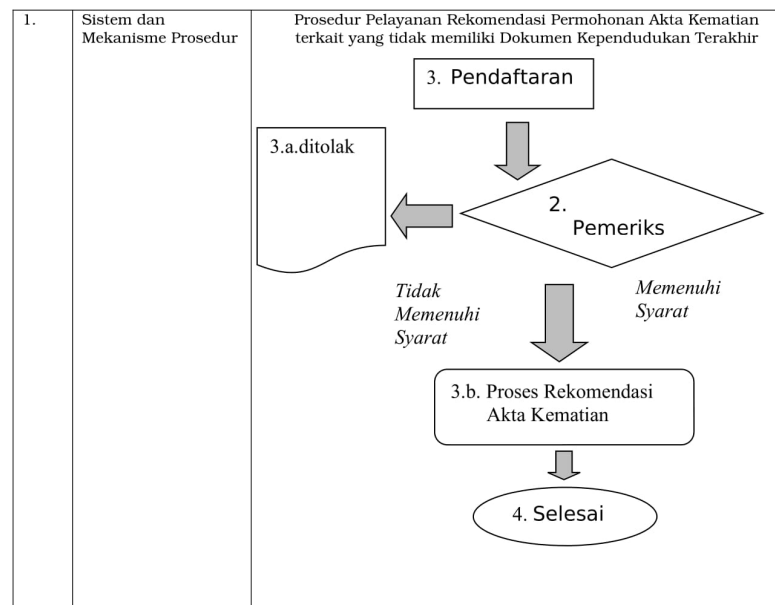 1.
Sistem dan
Mekanisme Prosedur
Prosedur Pelayanan Rekomendasi Permohonan Akta Kematian
terkait yang tidak memiliki Dokumen Kependudukan Terakhir
3. Pendaftaran
3.a.ditolak
2.
Pemeriks
Tidak
Memenuhi
Syarat
Memenuhi
Syarat
3.b. Proses Rekomendasi
Akta Kematian
4. Selesai